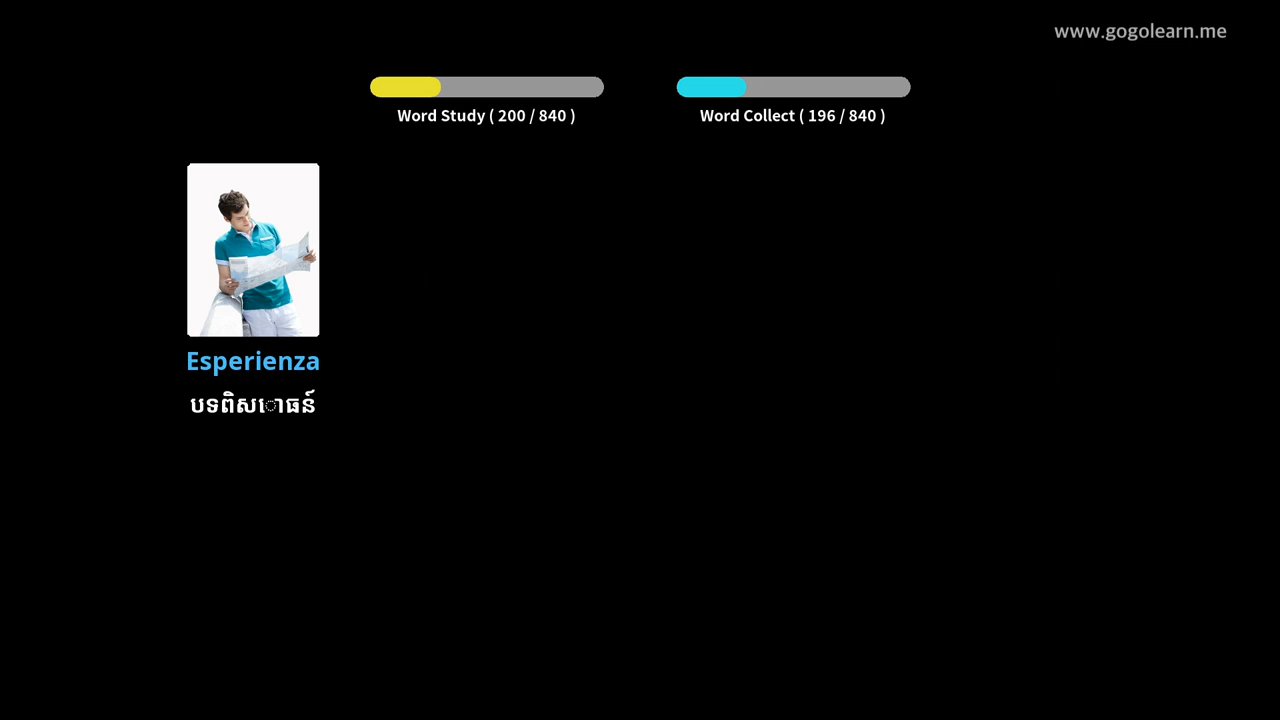 www.gogolearn.me
Word Study ( 200 / 840 )
Word Collect ( 196 / 840 )
Esperienza
បទពិសោធន៍